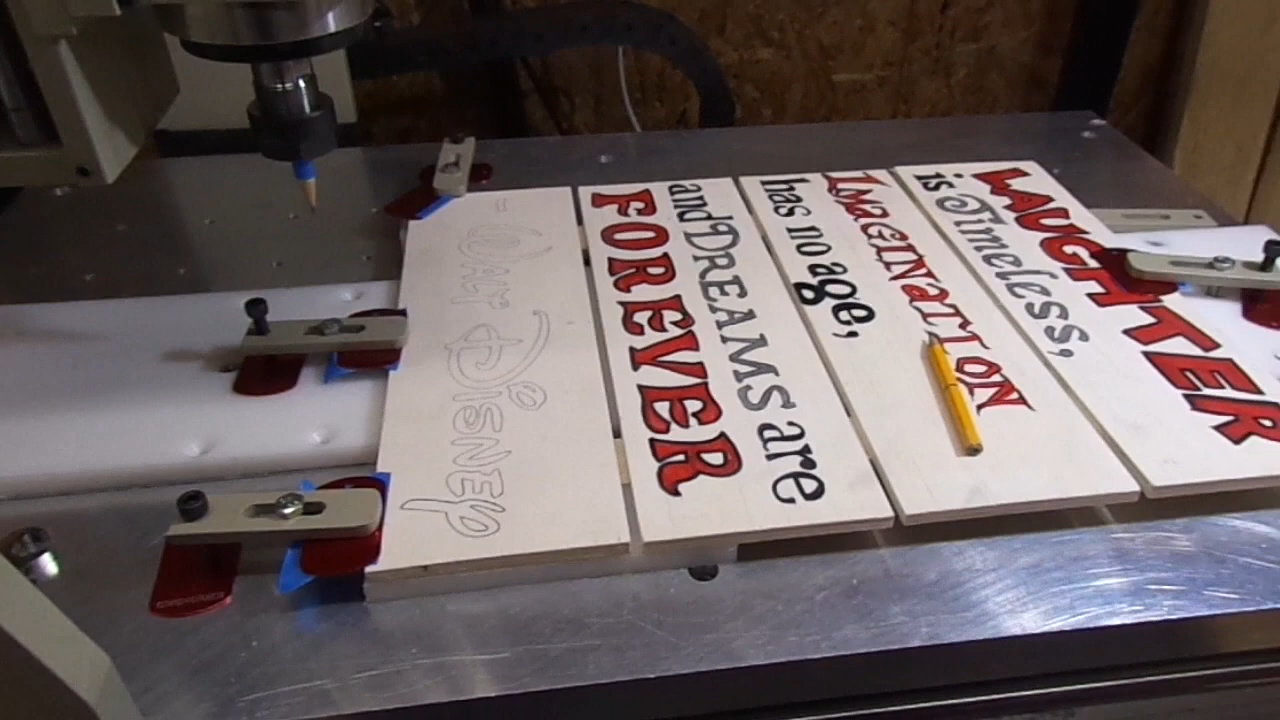 LAUGHTER
is Timeless,
IMaGINaTION
has no age,
and DREAMS are
FOREVER
- WALT DISNEY